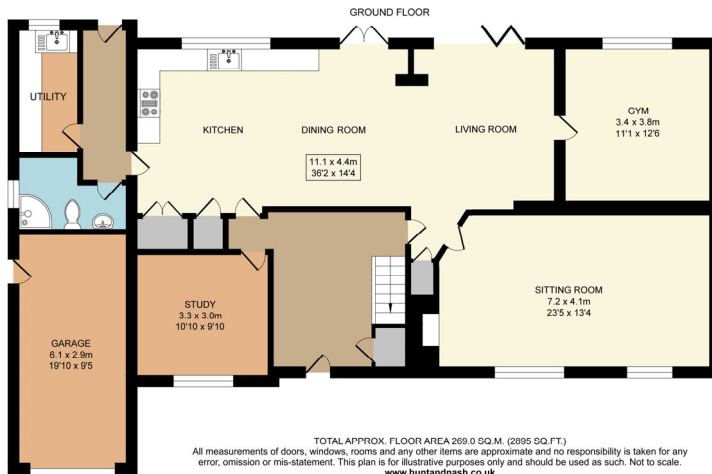 GROUND FLOOR
UTILITY
KITCHEN
DINING ROOM
LIVING ROOM
11.1 x 4.4m
36'2 x 14'4
GYM
3.4 x 3.8m
11'1 x 12'6
STUDY
3.3 x 3.0m
10'10 x 9'10
SITTING ROOM
7.2 x 4.1m
23'5 x 13'4
GARAGE
6.1 x 2.9m
19'10 x 9'5
TOTAL APPROX. FLOOR AREA 269.0 SQ.M. (2895 SQ.FT.)
All measurements of doors, windows, rooms and any other items are approximate and no responsibility is taken for any
error, omission or mis-statement. This plan is for illustrative purposes only and should be used as such. Not to scale.
www.huntandnash.co.uk